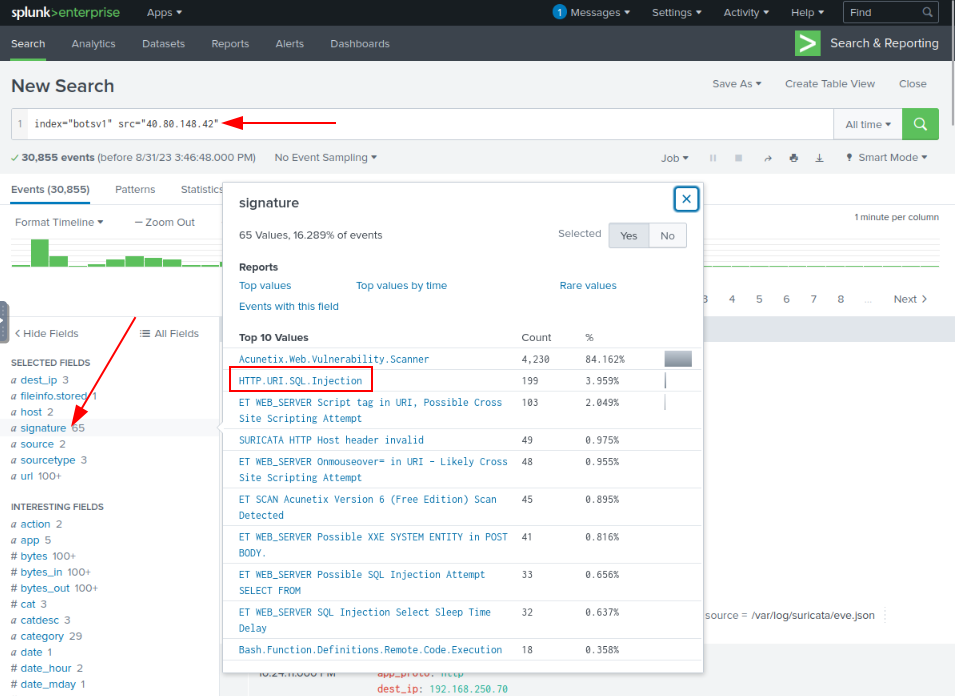 splunk>enterprise Apps 1 Messages Settings Activity Help Find
Search Analytics Datasets Reports Alerts Dashboards > Search & Reporting
New Search Save As Create Table View Close
1 index="botsv1" src="40.80.148.42" All time
✓ 30,855 events (before 8/31/23 3:46:48.000 PM) No Event Sampling Job Smart Mode
Events (30,855) Patterns Statistics
Format Timeline — Zoom Out 1 minute per column
signature
65 Values, 16.289% of events Selected Yes No
Reports
Top values Top values by time Rare values
Events with this field
4 5 6 7 8 ... Next >
< Hide Fields All Fields
Top 10 Values Count %
Acunetix.Web.Vulnerability.Scanner 4,230 84.162%
HTTP.URI.SQL.Injection 199 3.959%
ET WEB_SERVER Script tag in URI, Possible Cross Site Scripting Attempt 103 2.049%
SURICATA HTTP Host header invalid 49 0.975%
ET WEB_SERVER Onmouseover= in URI - Likely Cross Site Scripting Attempt 48 0.955%
ET SCAN Acunetix Version 6 (Free Edition) Scan Detected 45 0.895%
ET WEB_SERVER Possible XXE SYSTEM ENTITY in POST BODY. 41 0.816%
ET WEB_SERVER Possible SQL Injection Attempt SELECT FROM 33 0.656%
ET WEB_SERVER SQL Injection Select Sleep Time Delay 32 0.637%
Bash.Function.Definitions.Remote.Code.Execution 18 0.358%
SELECTED FIELDS
a dest_ip 3
a fileinfo.stored 1
a host 2
a signature 65
a source 2
a sourcetype 3
a url 100+
INTERESTING FIELDS
a action 2
a app 5
# bytes 100+
# bytes_in 100+
# bytes_out 100+
# cat 3
a catdesc 3
a category 29
a date 1
# date_hour 2
# date_mday 1
source = /var/log/suricata/eve.json
dest_ip: 192.168.250.70